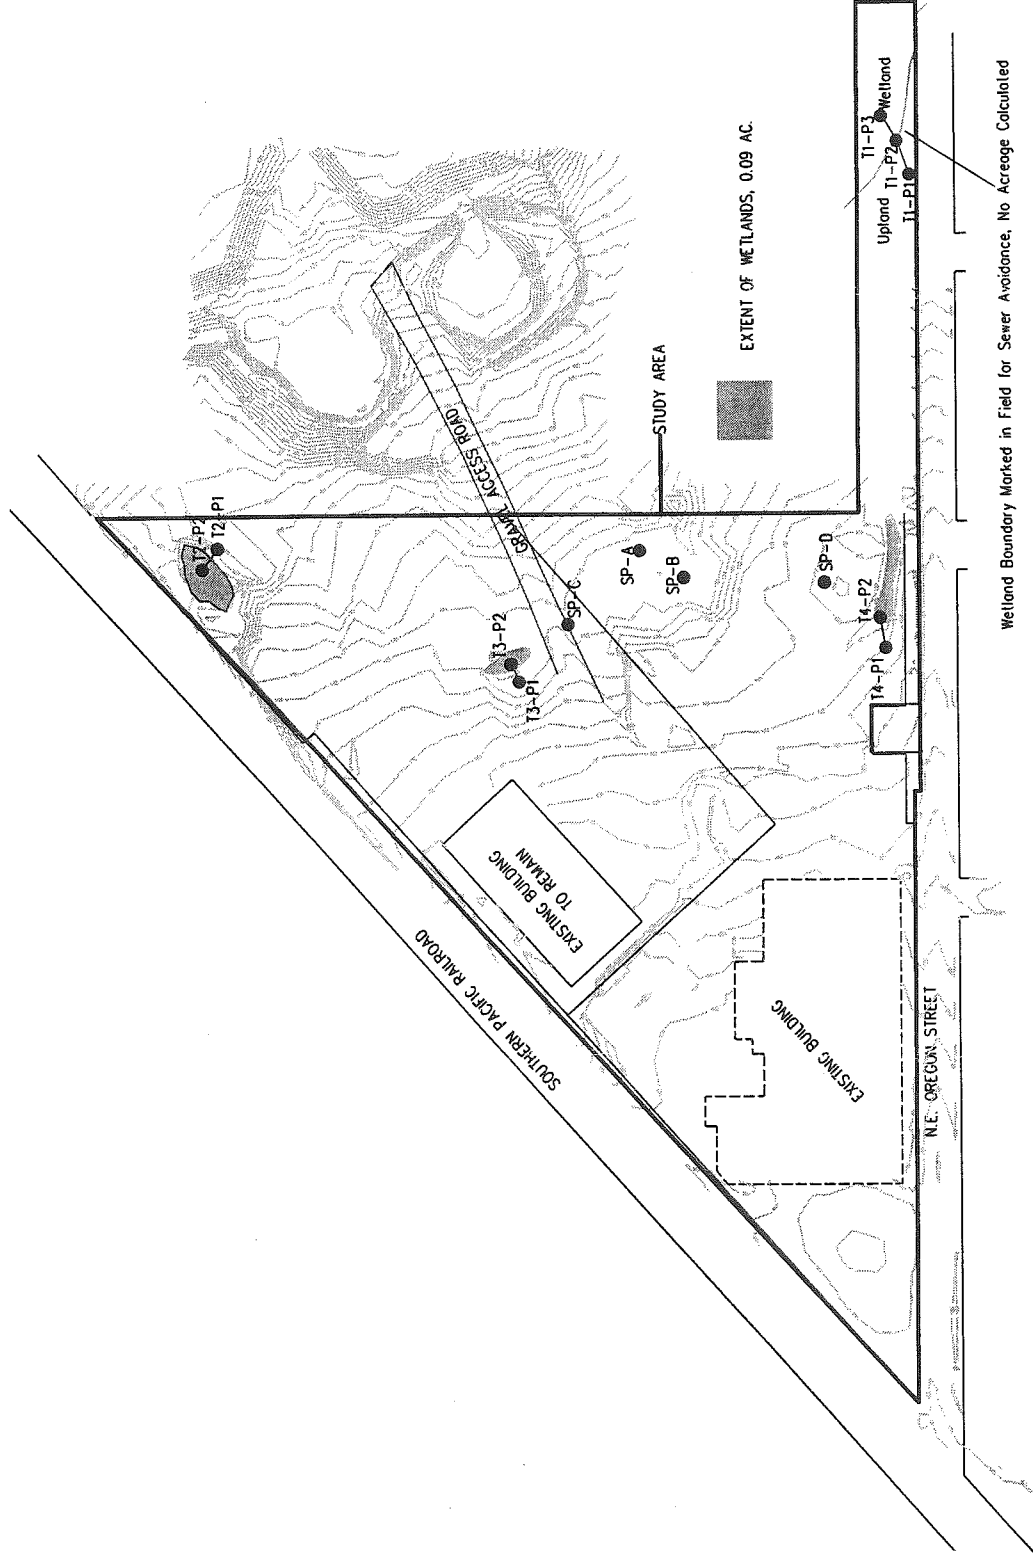 T2-P2
T2-P1
GRAVEL ACCESS ROAD
T3-P2
T3-P1
SP-C
SP-A
SP-B
SP-D
T4-P2
T4-P1
STUDY AREA
EXTENT OF WETLANDS, 0.09 AC.
T1-P3
Wetland
T1-P2
Upland
T1-P1
Wetland Boundary Marked in Field for Sewer Avoidance, No Acreage Calculated
EXISTING BUILDING
TO REMAIN
SOUTHERN PACIFIC RAILROAD
EXISTING BUILDING
N.E. OREGON STREET